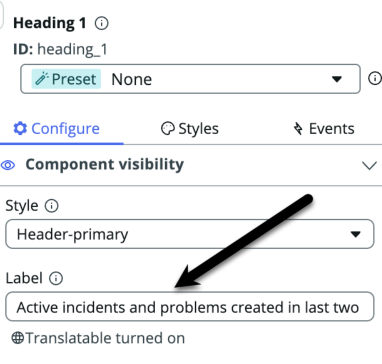 Heading 1
ID: heading_1
Preset None
Configure Styles Events
Component visibility
Style
Header-primary
Label
Active incidents and problems created in last two
Translatable turned on